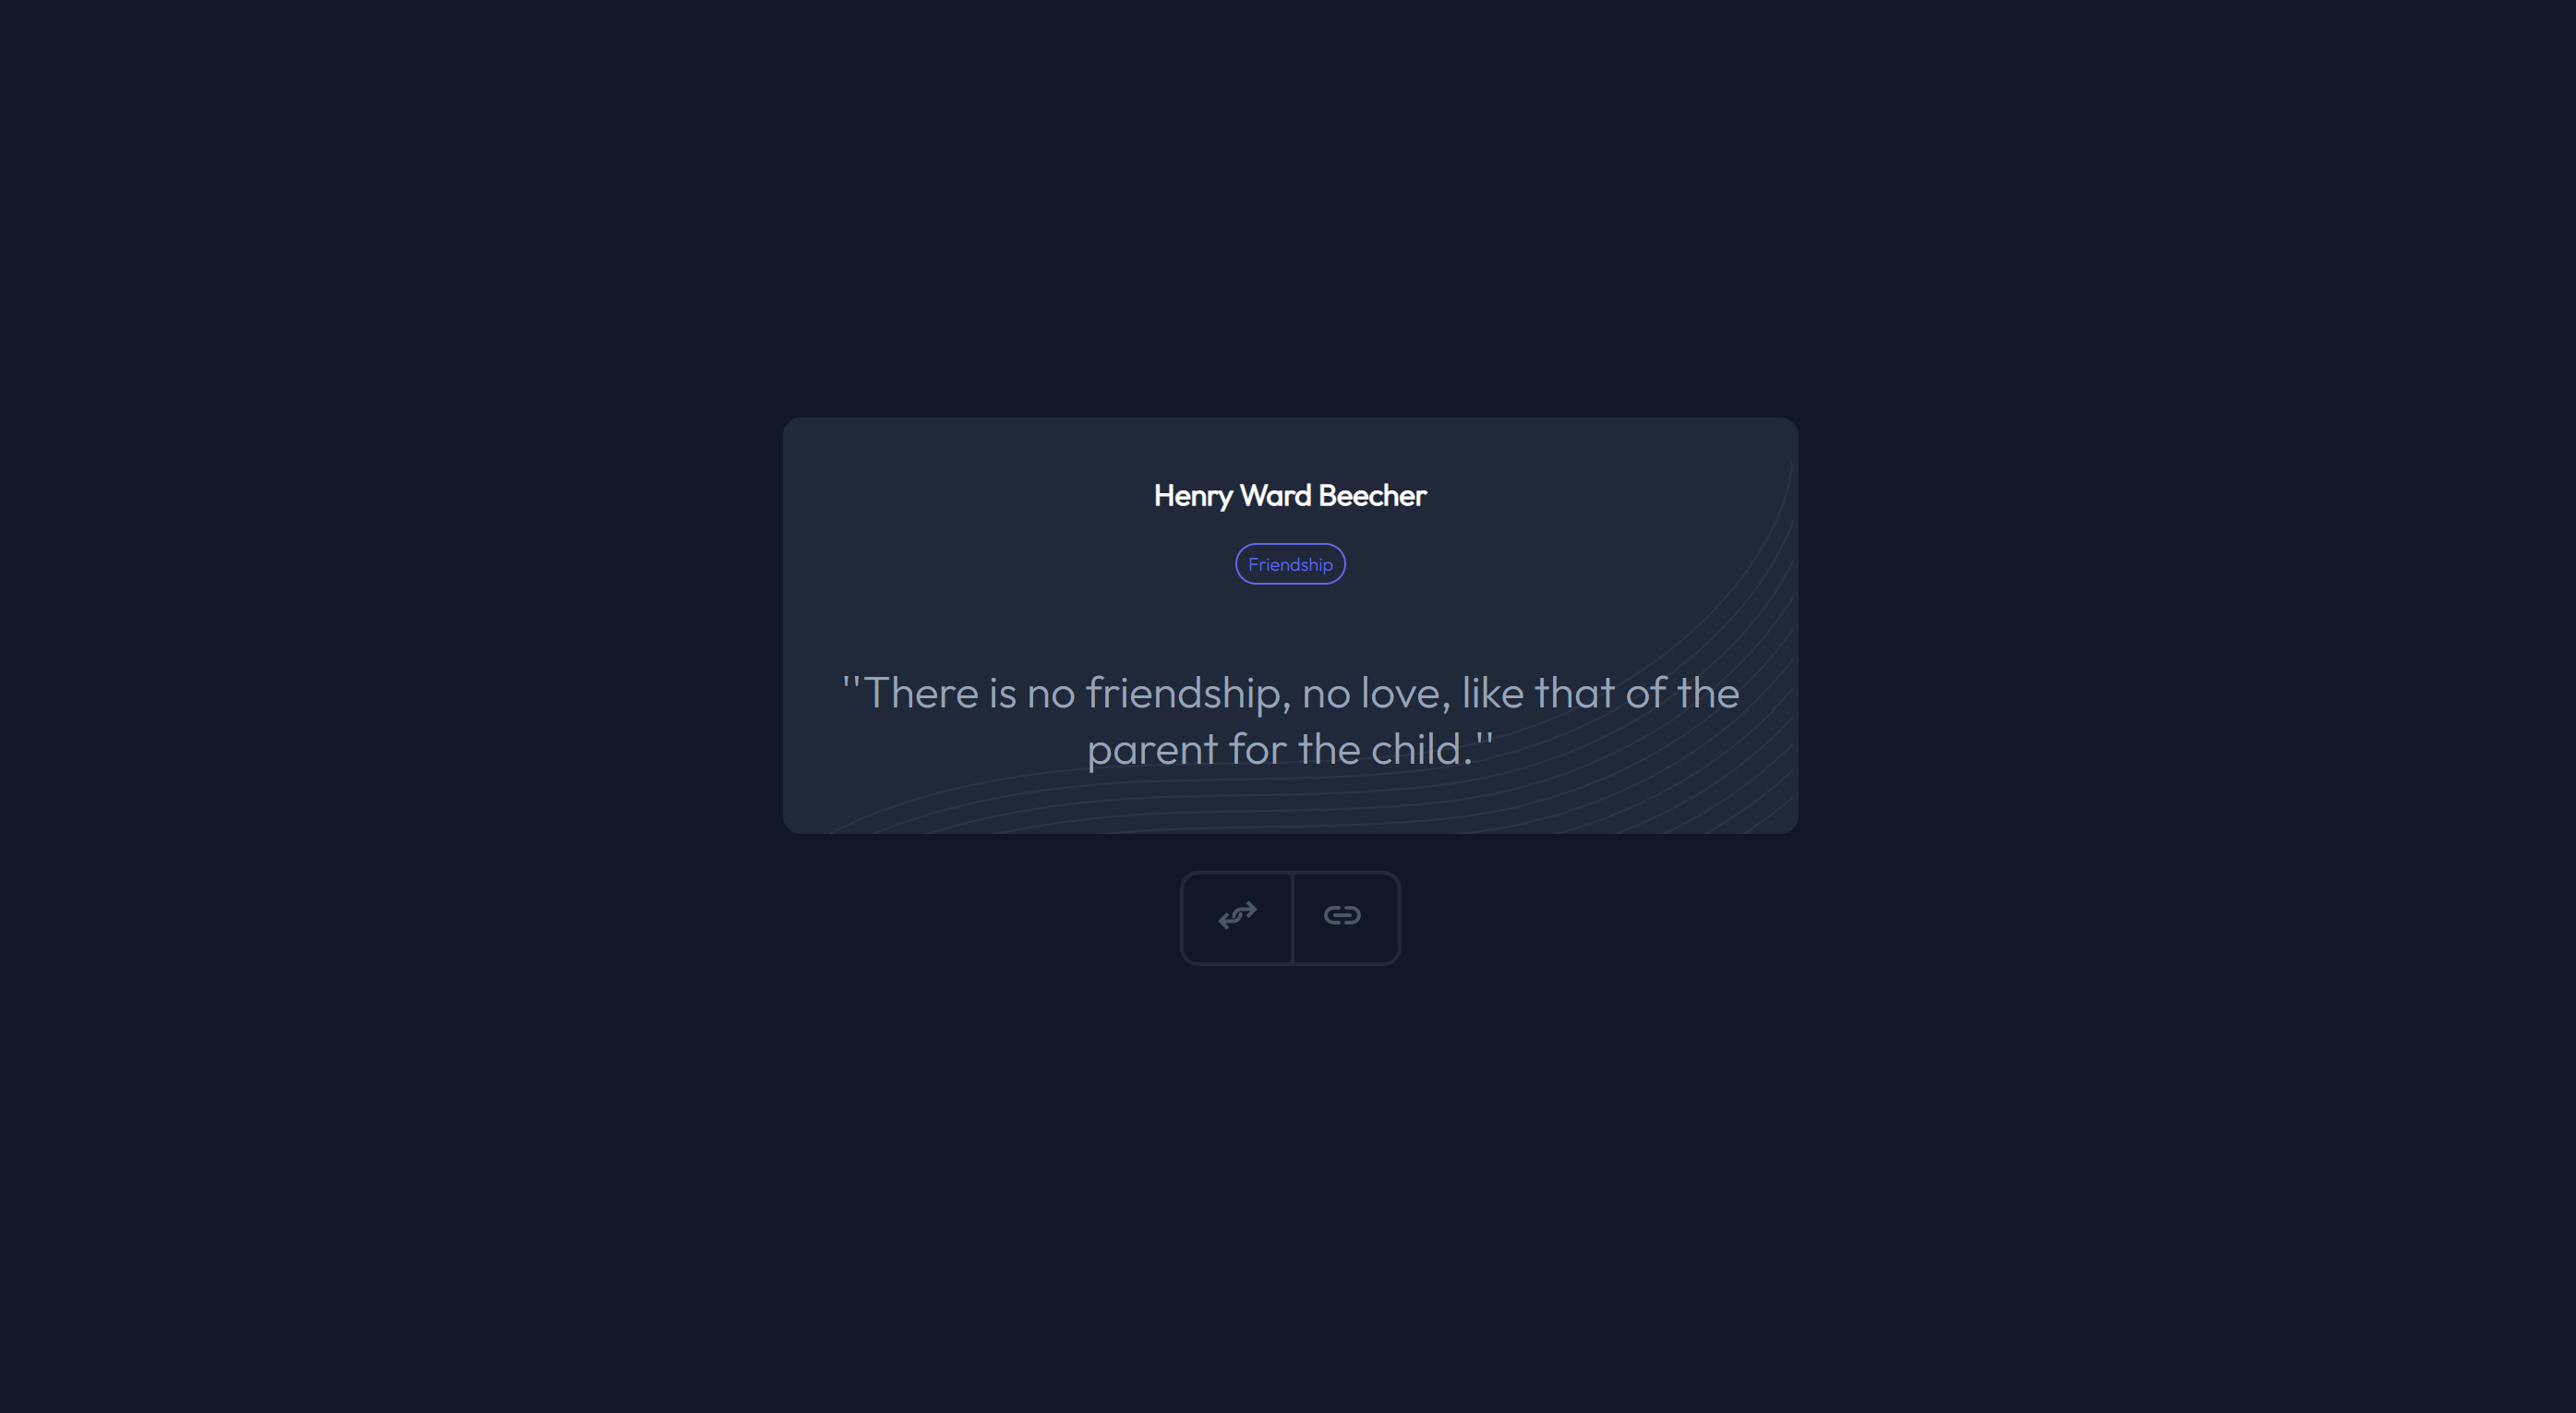 Henry Ward Beecher
Friendship
"There is no friendship, no love, like that of the
parent for the child."